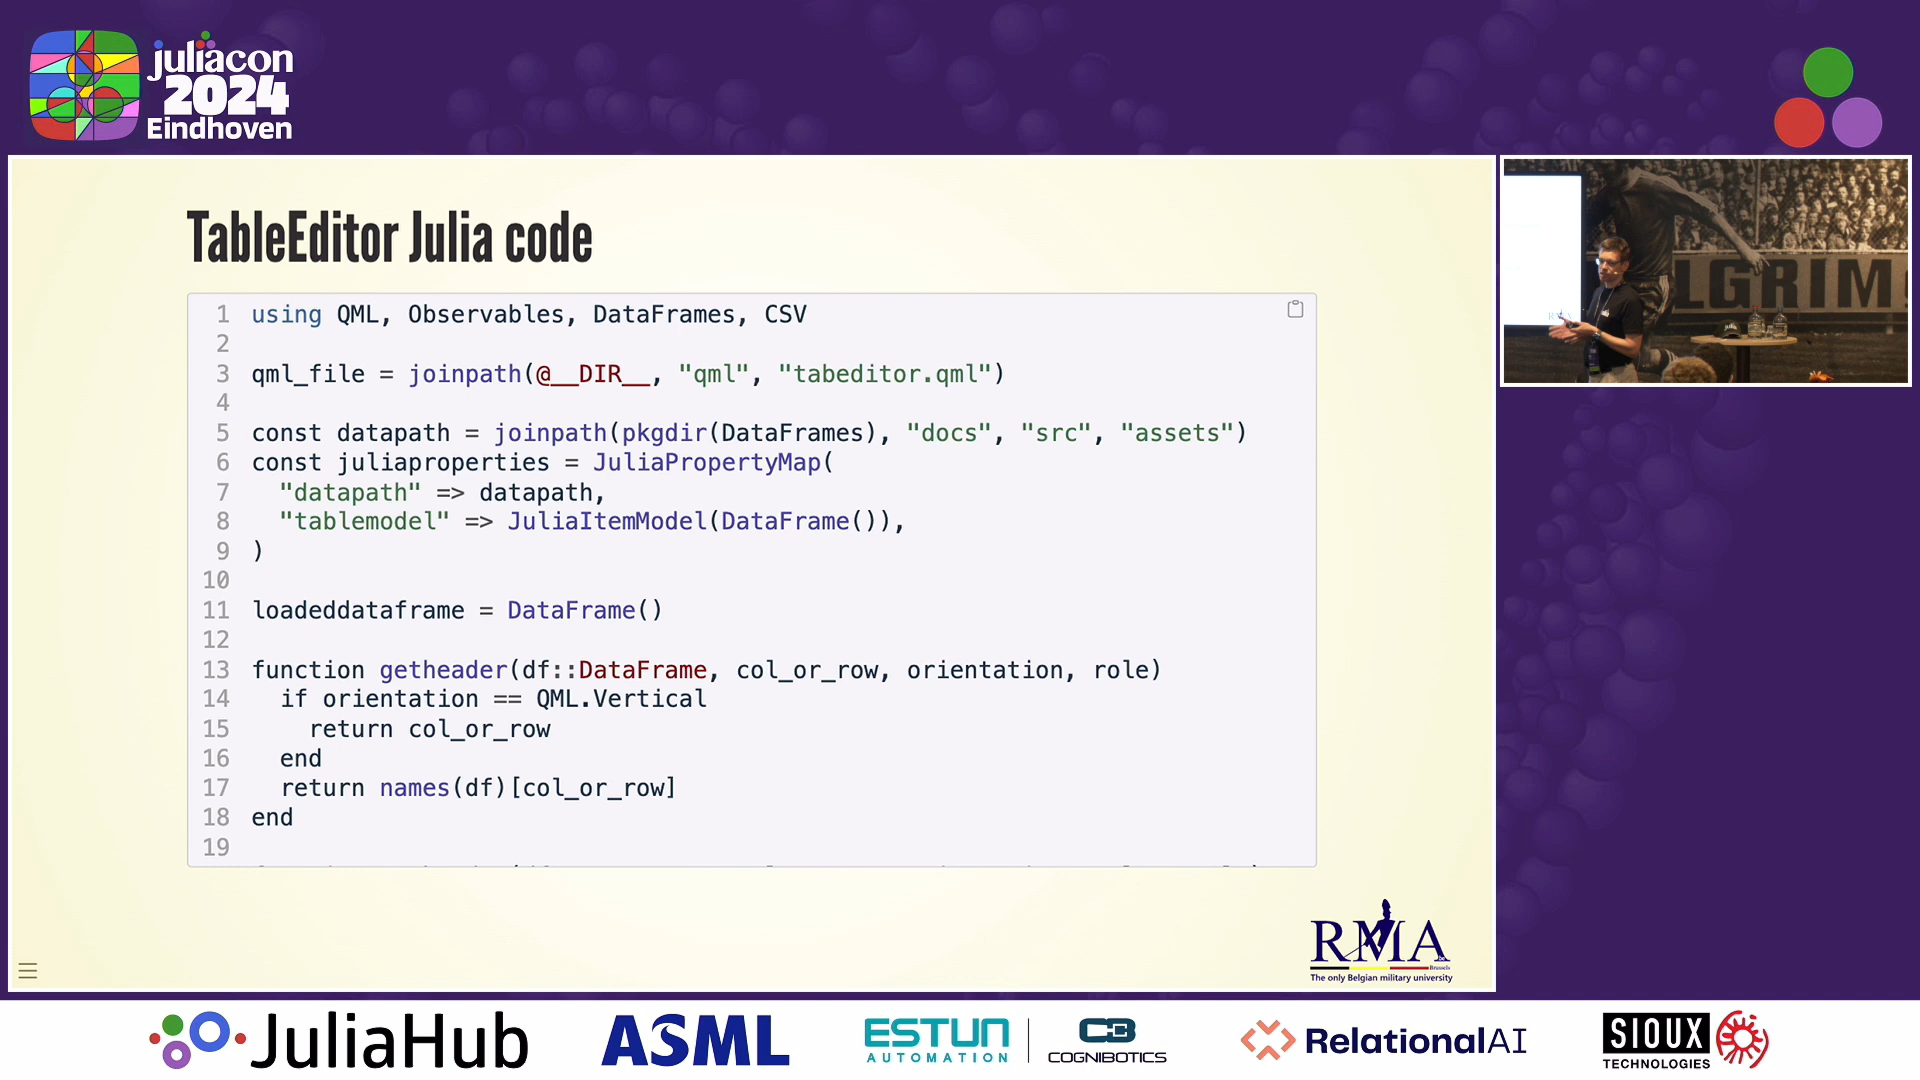 juliacon
2024
Eindhoven
TableEditor Julia code
1 using QML, Observables, DataFrames, CSV
2
3 qml_file = joinpath(@__DIR__, "qml", "tabeditor.qml")
4
5 const datapath = joinpath(pkgdir(DataFrames), "docs", "src", "assets")
6 const juliaproperties = JuliaPropertyMap(
7   "datapath" => datapath,
8   "tablemodel" => JuliaItemModel(DataFrame()),
9 )
10
11 loadeddataframe = DataFrame()
12
13 function getheader(df::DataFrame, col_or_row, orientation, role)
14   if orientation == QML.Vertical
15     return col_or_row
16   end
17   return names(df)[col_or_row]
18 end
19
LGRIM
RMA
Brussels
The only Belgian military university
JuliaHub
ASML
ESTUN
AUTOMATION
COGNIBOTICS
RelationalAI
SIOUX
TECHNOLOGIES